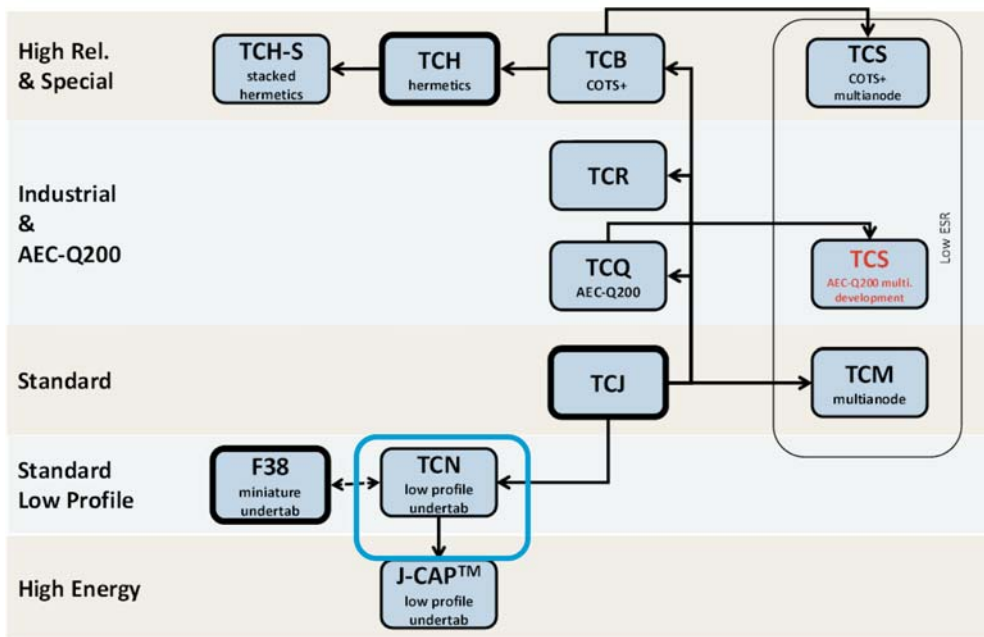 High Rel.
& Special
TCH-S
stacked
hermetics
TCH
hermetics
TCB
COTS+
TCS
COTS+
multianode
Industrial
&
AEC-Q200
TCR
TCQ
AEC-Q200
TCS
AEC-Q200 multi.
development
Low ESR
Standard
TCJ
TCM
multianode
Standard
Low Profile
F38
miniature
undertab
TCN
low profile
undertab
High Energy
J-CAP™
low profile
undertab